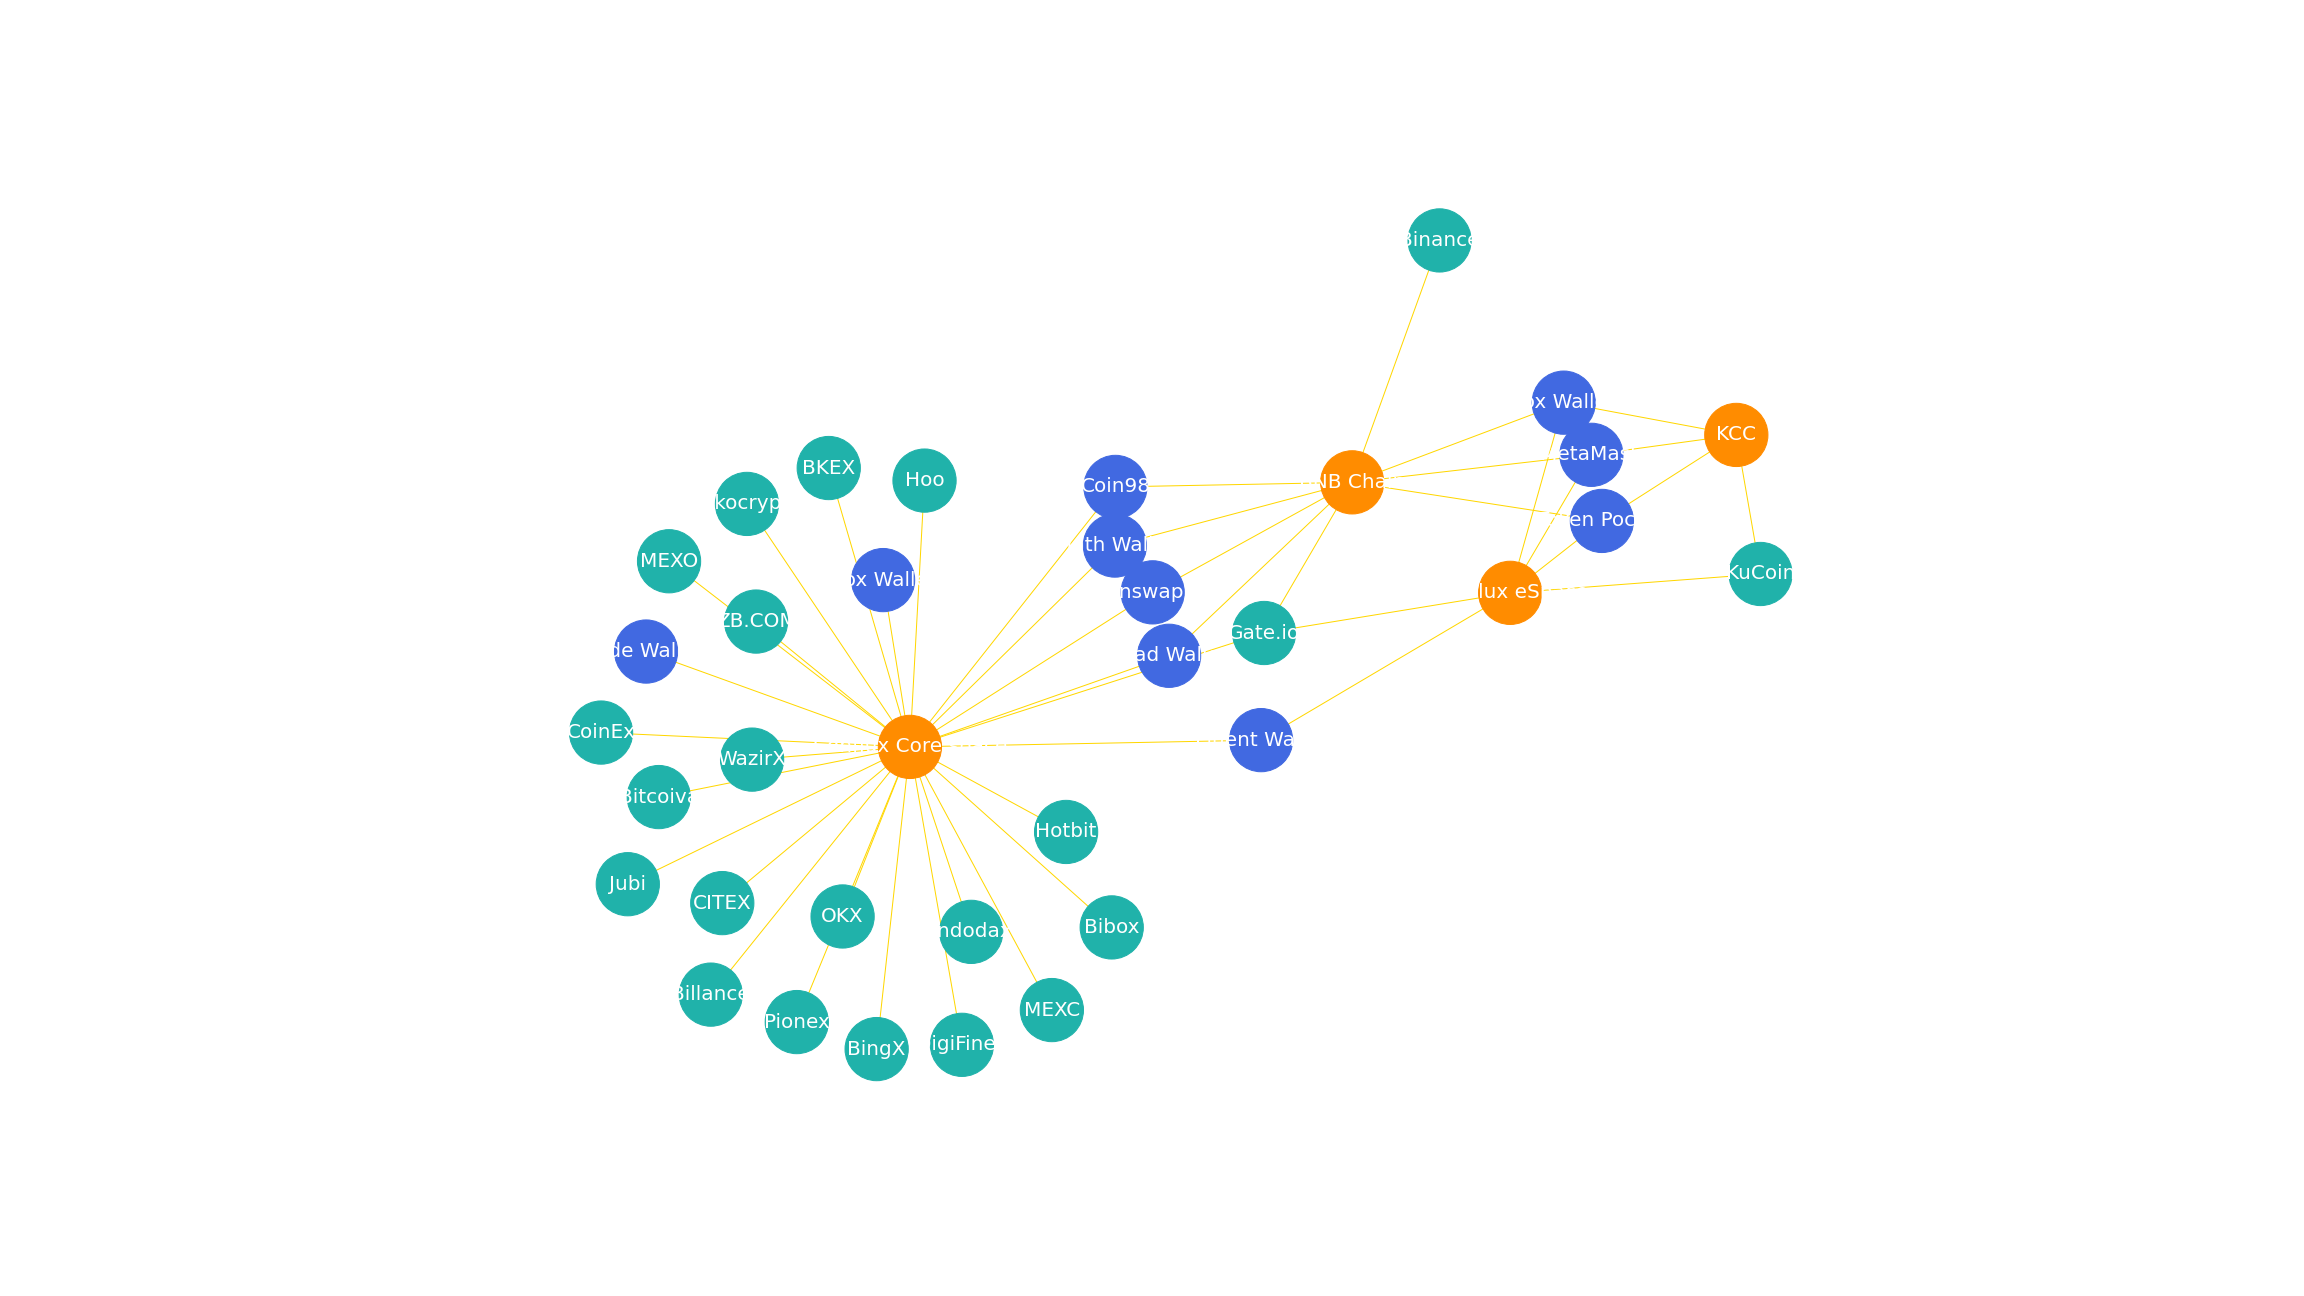 Binance
ox Wall
KCC
BKEX
Hoo
Coin98
NB Cha
etaMas
kocryp
en Poc
MEXO
ox Wall
th Wal
KuCoin
ZB.COM
nswap
lux eS
de Wal
Gate.io
ad Wal
CoinEx
WazirX
x Core
ent Wa
Bitcoiva
Hotbit
Jubi
CITEX
OKX
ndodax
Bibox
Billance
Pionex
BingX
igiFine
MEXC